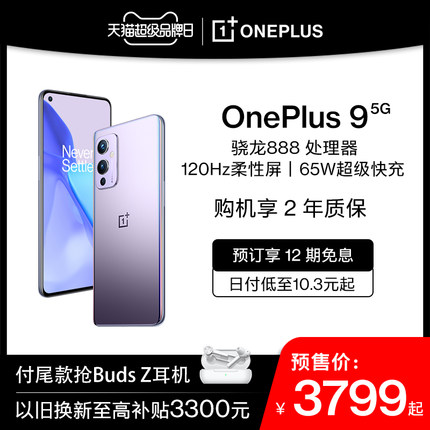 天猫超级品牌日 | 1+ ONEPLUS
OnePlus 9 5G
骁龙888 处理器
120Hz柔性屏 | 65W超级快充
购机享 2 年质保
预订享 12 期免息
日付低至10.3元起
Never
Settle
1+
付尾款抢Buds Z耳机
以旧换新至高补贴3300元
预售价:
¥3799起